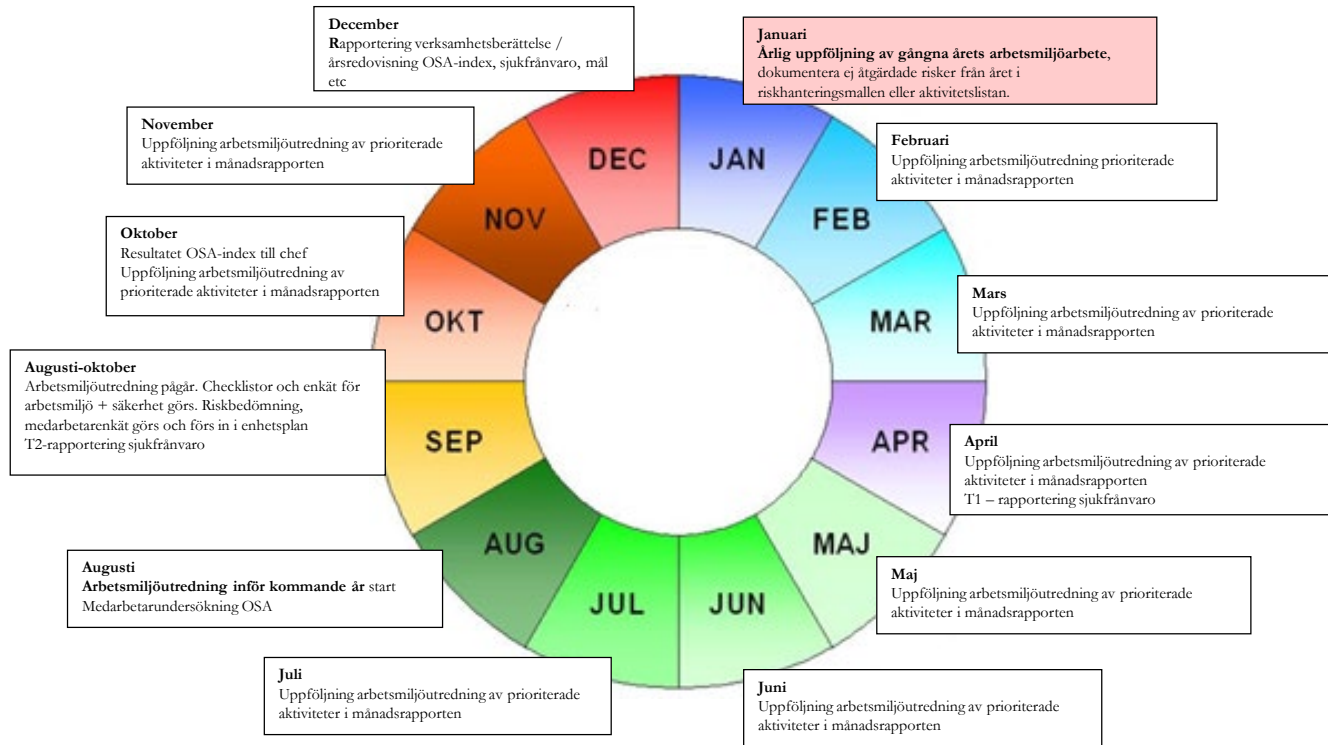 December
Rapportering verksamhetsberättelse /
årsredovisning OSA-index, sjukfrånvaro, mål
etc
Januari
Årlig uppföljning av gångna årets arbetsmiljöarbete,
dokumentera ej åtgärdade risker från året i
riskhanteringsmallen eller aktivitetslistan.
Februari
Uppföljning arbetsmiljöutredning prioriterade
aktiviteter i månadsrapporten
Mars
Uppföljning arbetsmiljöutredning av prioriterade
aktiviteter i månadsrapporten
April
Uppföljning arbetsmiljöutredning av prioriterade
aktiviteter i månadsrapporten
T1 – rapportering sjukfrånvaro
Maj
Uppföljning arbetsmiljöutredning av prioriterade
aktiviteter i månadsrapporten
Juni
Uppföljning arbetsmiljöutredning av prioriterade
aktiviteter i månadsrapporten
Juli
Uppföljning arbetsmiljöutredning av prioriterade
aktiviteter i månadsrapporten
Augusti
Arbetsmiljöutredning inför kommande år start
Medarbetarundersökning OSA
Augusti-oktober
Arbetsmiljöutredning pågår. Checklistor och enkät för
arbetsmiljö + säkerhet görs. Riskbedömning,
medarbetarenkät görs och förs in i enhetsplan
T2-rapportering sjukfrånvaro
Oktober
Resultatet OSA-index till chef
Uppföljning arbetsmiljöutredning av
prioriterade aktiviteter i månadsrapporten
November
Uppföljning arbetsmiljöutredning av prioriterade
aktiviteter i månadsrapporten
JAN
FEB
MAR
APR
MAJ
JUN
JUL
AUG
SEP
OKT
NOV
DEC